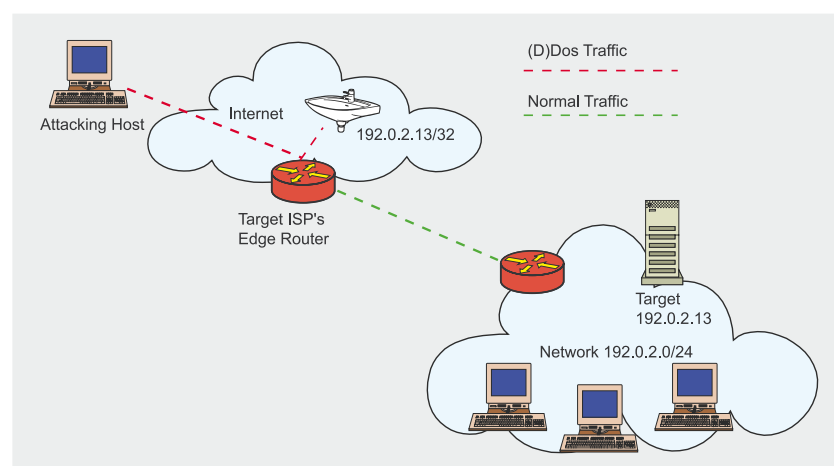 (D)Dos Traffic
Normal Traffic
Attacking Host
Internet
192.0.2.13/32
Target ISP's
Edge Router
Target
192.0.2.13
Network 192.0.2.0/24